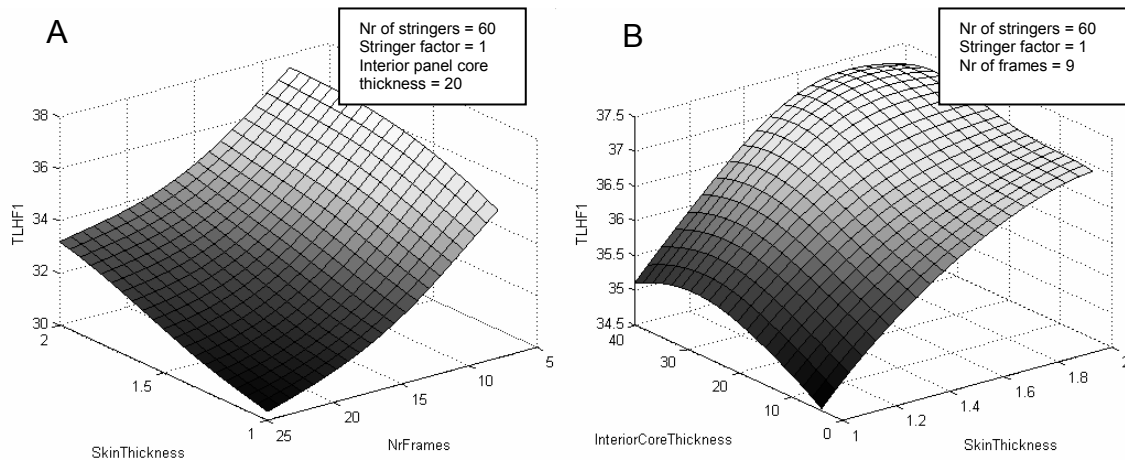 A
Nr of stringers = 60
Stringer factor = 1
Interior panel core
thickness = 20
38
36
34
32
30
TLHF1
2
1.5
1
SkinThickness
25
20
15
10
5
NrFrames
B
Nr of stringers = 60
Stringer factor = 1
Nr of frames = 9
37.5
37
36.5
36
35.5
35
34.5
TLHF1
40
30
20
10
0
InteriorCoreThickness
1
1.2
1.4
1.6
1.8
2
SkinThickness